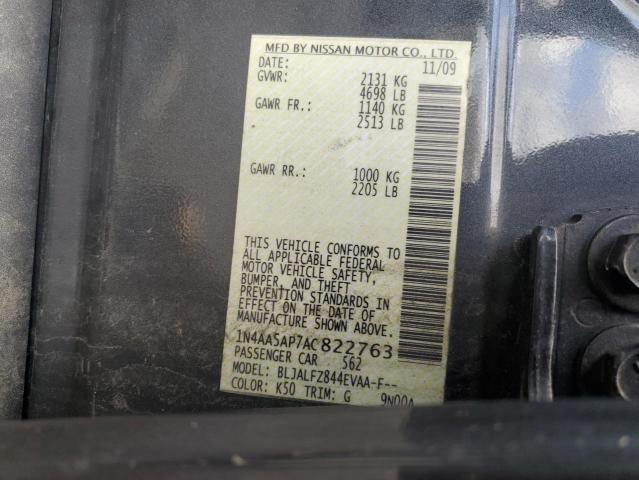 MFD BY NISSAN MOTOR CO., LTD.
DATE: 11/09
GVWR: 2131 KG
4698 LB
GAWR FR.: 1140 KG
2513 LB
GAWR RR.: 1000 KG
2205 LB
THIS VEHICLE CONFORMS TO
ALL APPLICABLE FEDERAL
MOTOR VEHICLE SAFETY,
BUMPER, AND THEFT
PREVENTION STANDARDS IN
EFFECT ON THE DATE OF
MANUFACTURE SHOWN ABOVE.
1N4AA5AP7AC822763
PASSENGER CAR 562
MODEL: BLJALFZ844EVAA-F--
COLOR: K50 TRIM: G 9N00A